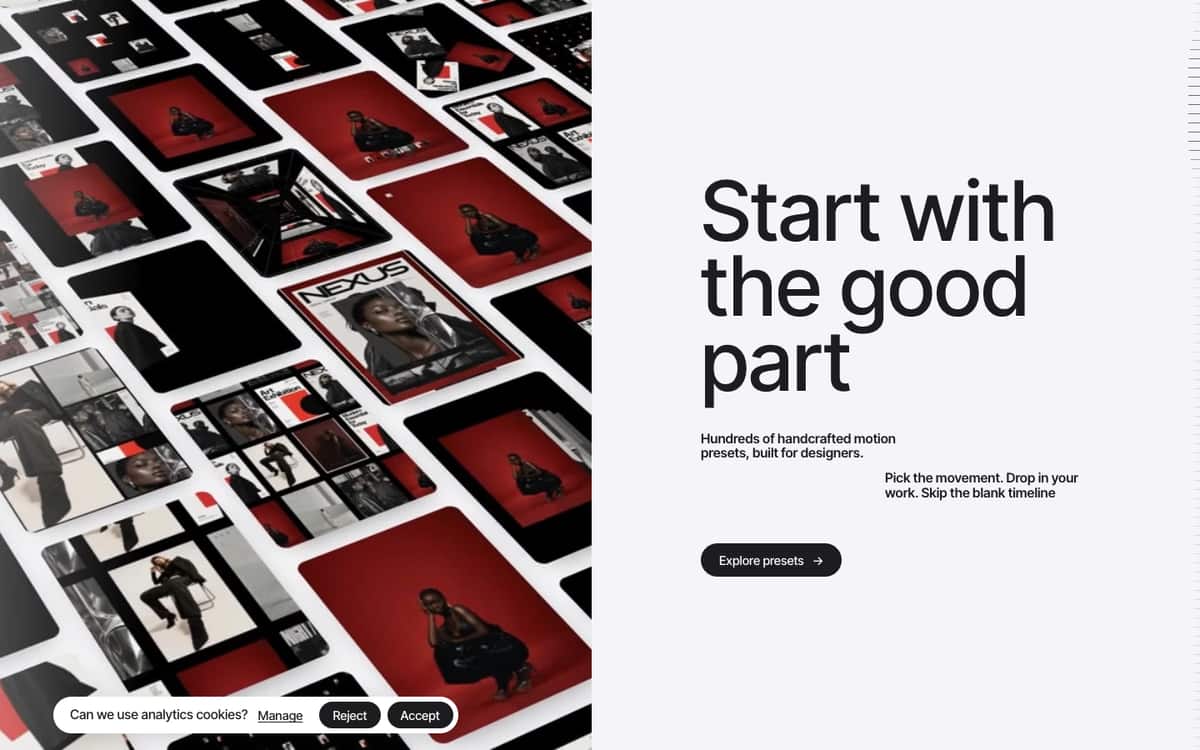 Start with
the good
part
Hundreds of handcrafted motion
presets, built for designers.
Pick the movement. Drop in your
work. Skip the blank timeline
Explore presets →
NEXUS
Art
Exhibition
Can we use analytics cookies? Manage Reject Accept